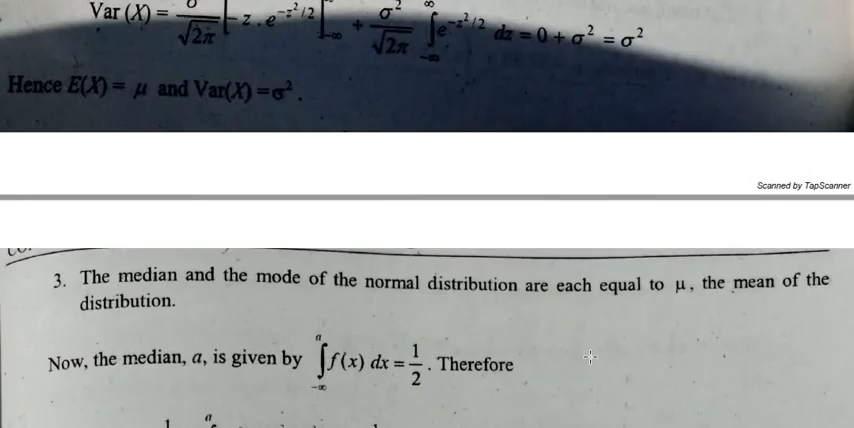 Var (X) = σ²/√2π [-z . e^{-z²/2}]_{-∞}^{∞} + σ²/√2π ∫_{-∞}^{∞} e^{-z²/2} dz = 0 + σ² = σ²
Hence E(X) = μ and Var(X) = σ².
Scanned by TapScanner
3. The median and the mode of the normal distribution are each equal to μ, the mean of the
distribution.
Now, the median, a, is given by ∫_{-∞}^{a} f(x) dx = 1/2 . Therefore